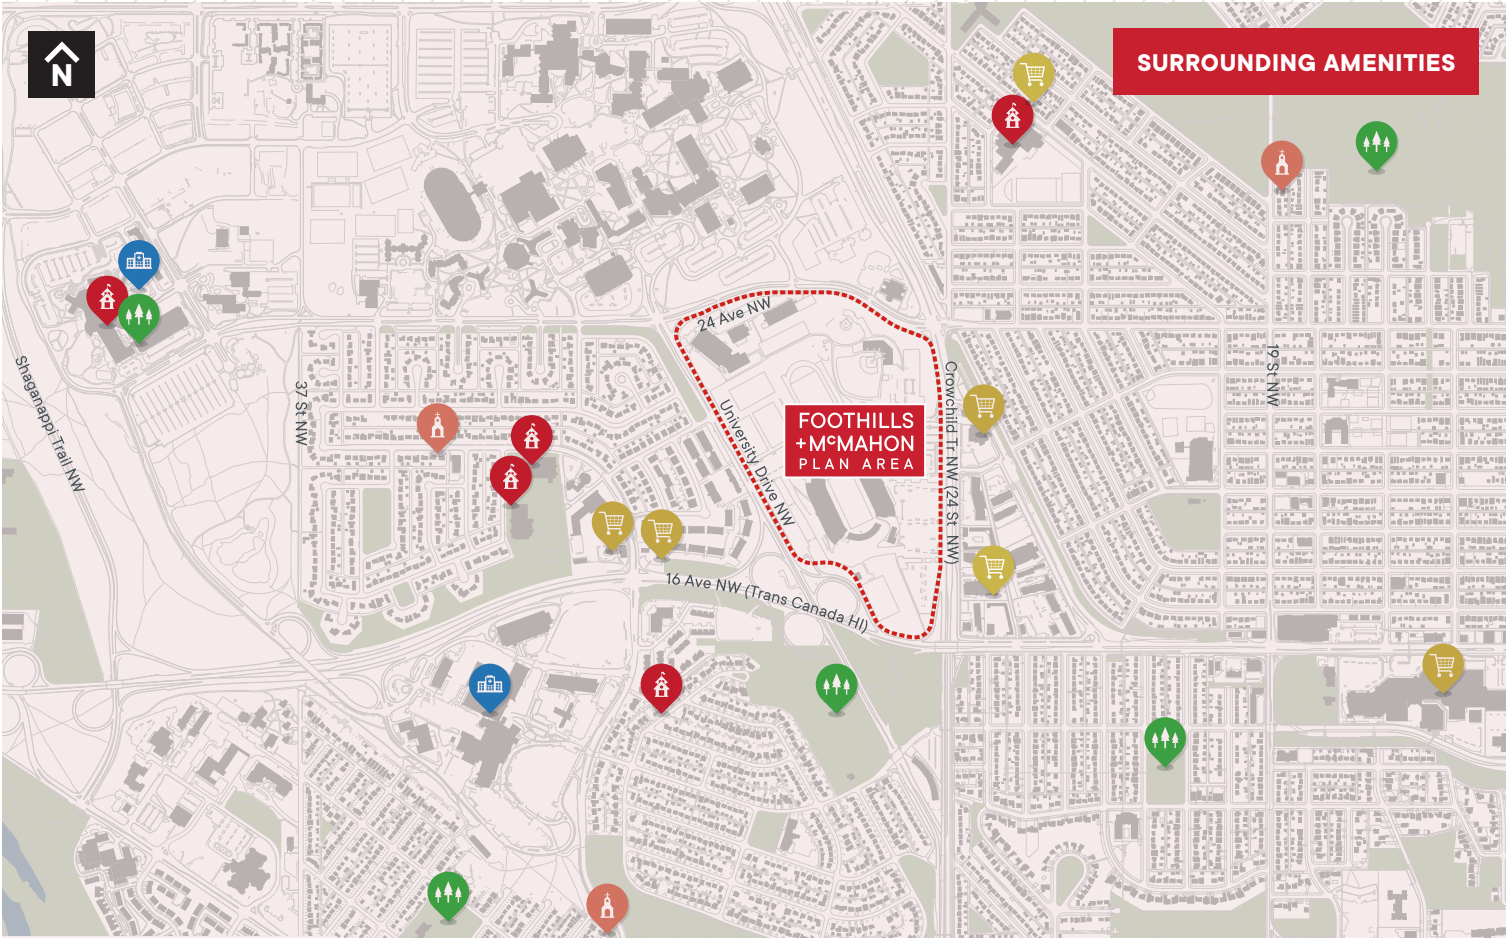 N
SURROUNDING AMENITIES
24 Ave NW
Shaganappi Trail NW
37 St NW
University Drive NW
FOOTHILLS
+MCMAHON
PLAN AREA
Crowchild Tr NW (24 St NW)
19 St NW
16 Ave NW (Trans Canada HI)